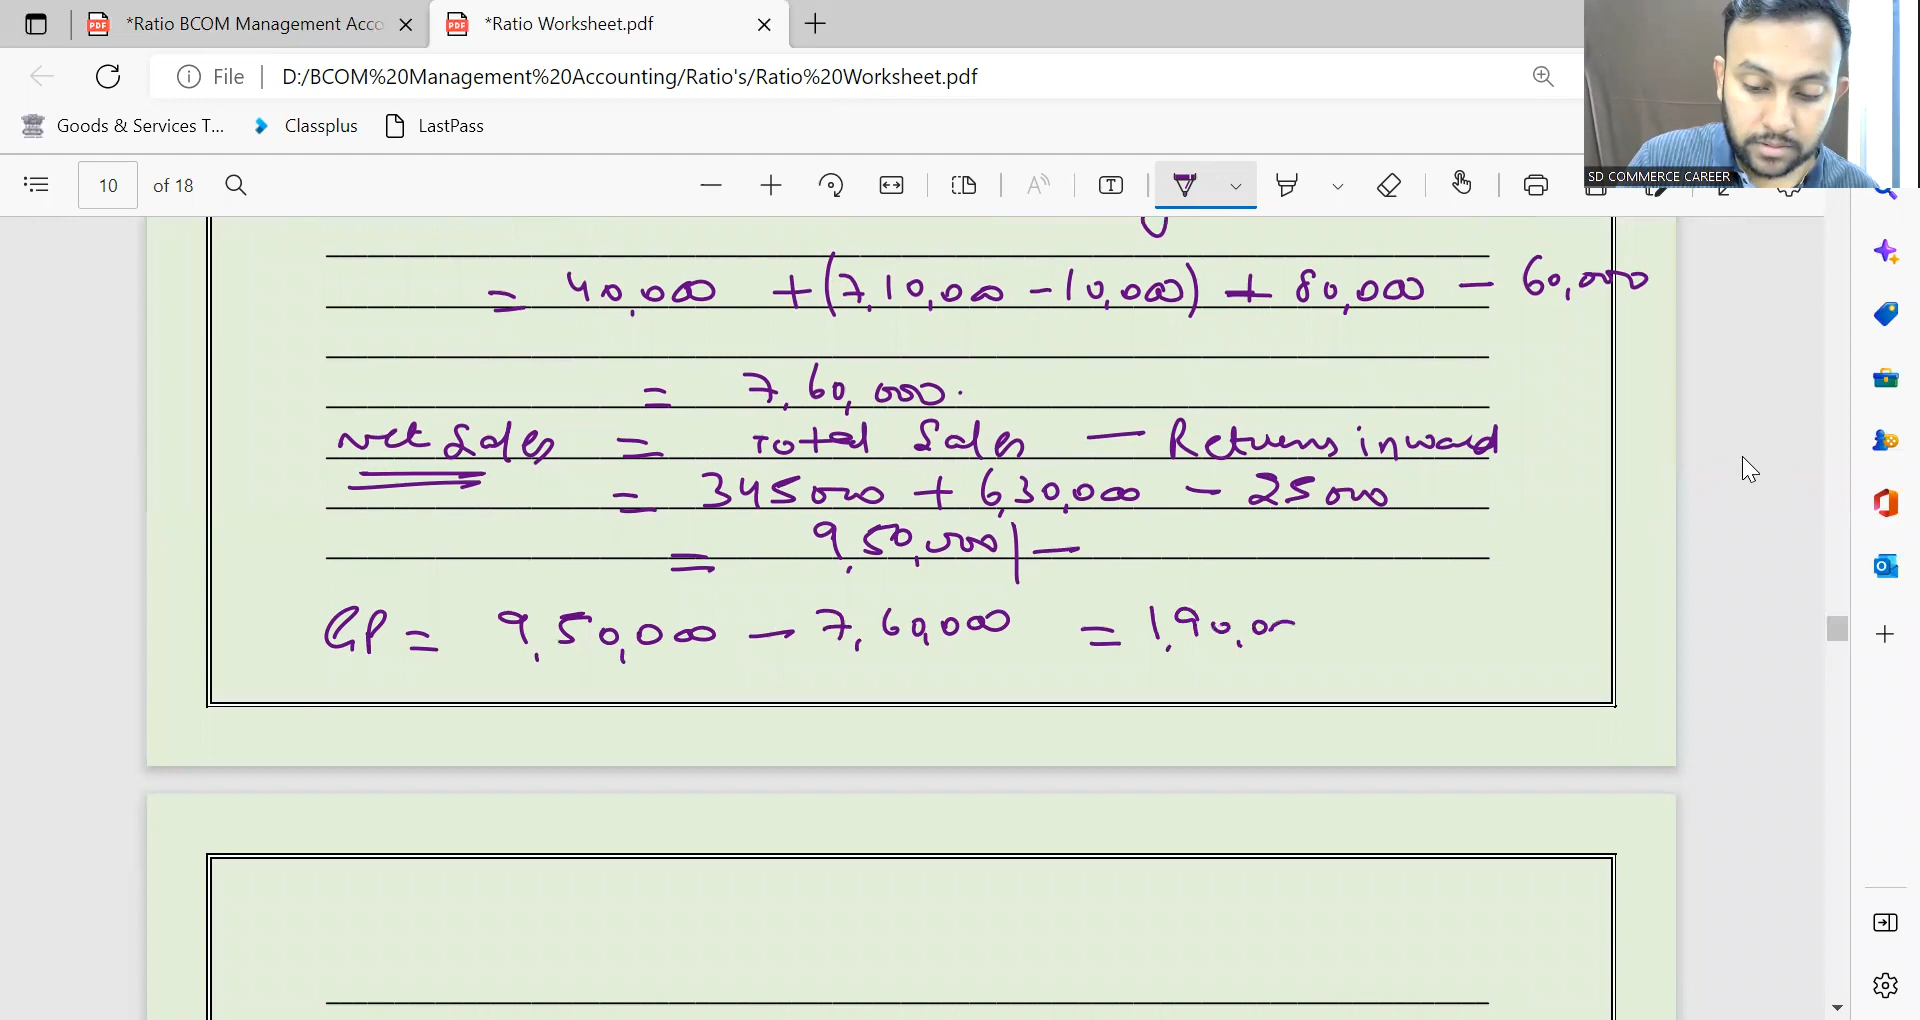 *Ratio BCOM Management Acco
*Ratio Worksheet.pdf
File
D:/BCOM%20Management%20Accounting/Ratio's/Ratio%20Worksheet.pdf
Goods & Services T...
Classplus
LastPass
10 of 18
SD COMMERCE CAREER
= 40,000 + (7,10,000 - 10,000) + 80,000 - 60,000
= 7,60,000.
Net Sales = Total Sales - Returns inward
= 345000 + 6,30,000 - 25000
= 9,50,000/-
GP = 9,50,000 - 7,60,000 = 1,90,00